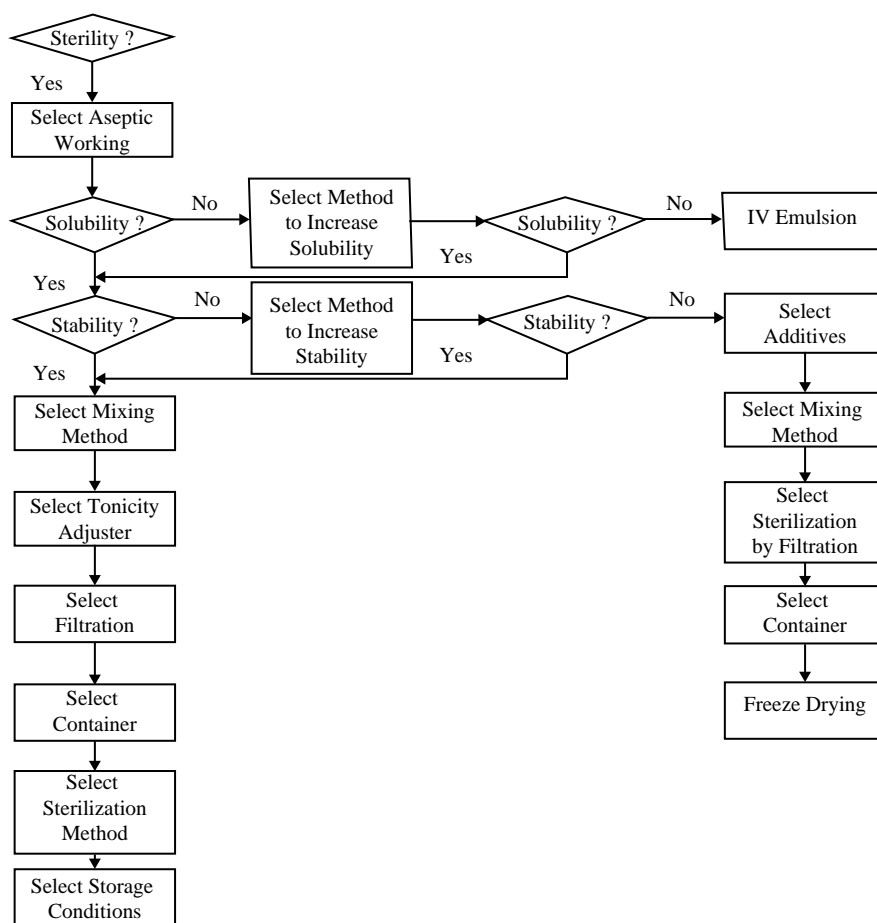 Sterility ?
Yes
Select Aseptic
Working
Solubility ?
No
Select Method
to Increase
Solubility
Solubility ?
No
IV Emulsion
Yes
Yes
Stability ?
No
Select Method
to Increase
Stability
Stability ?
No
Select
Additives
Yes
Yes
Select Mixing
Method
Select Mixing
Method
Select Tonicity
Adjuster
Select
Sterilization
by Filtration
Select
Filtration
Select
Container
Select
Container
Freeze Drying
Select
Sterilization
Method
Select Storage
Conditions